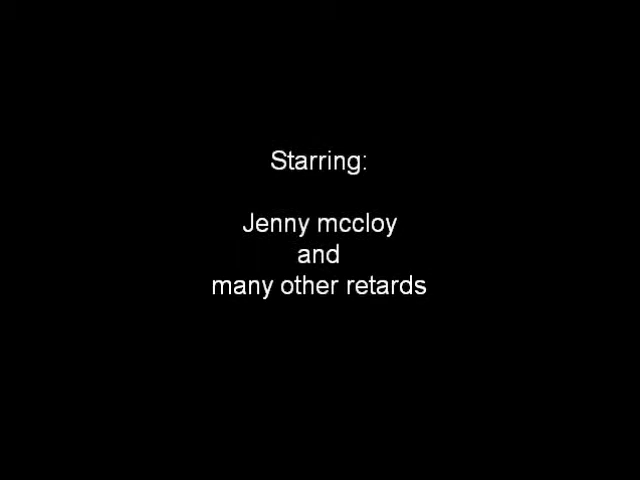 Starring:
Jenny mccloy
and
many other retards